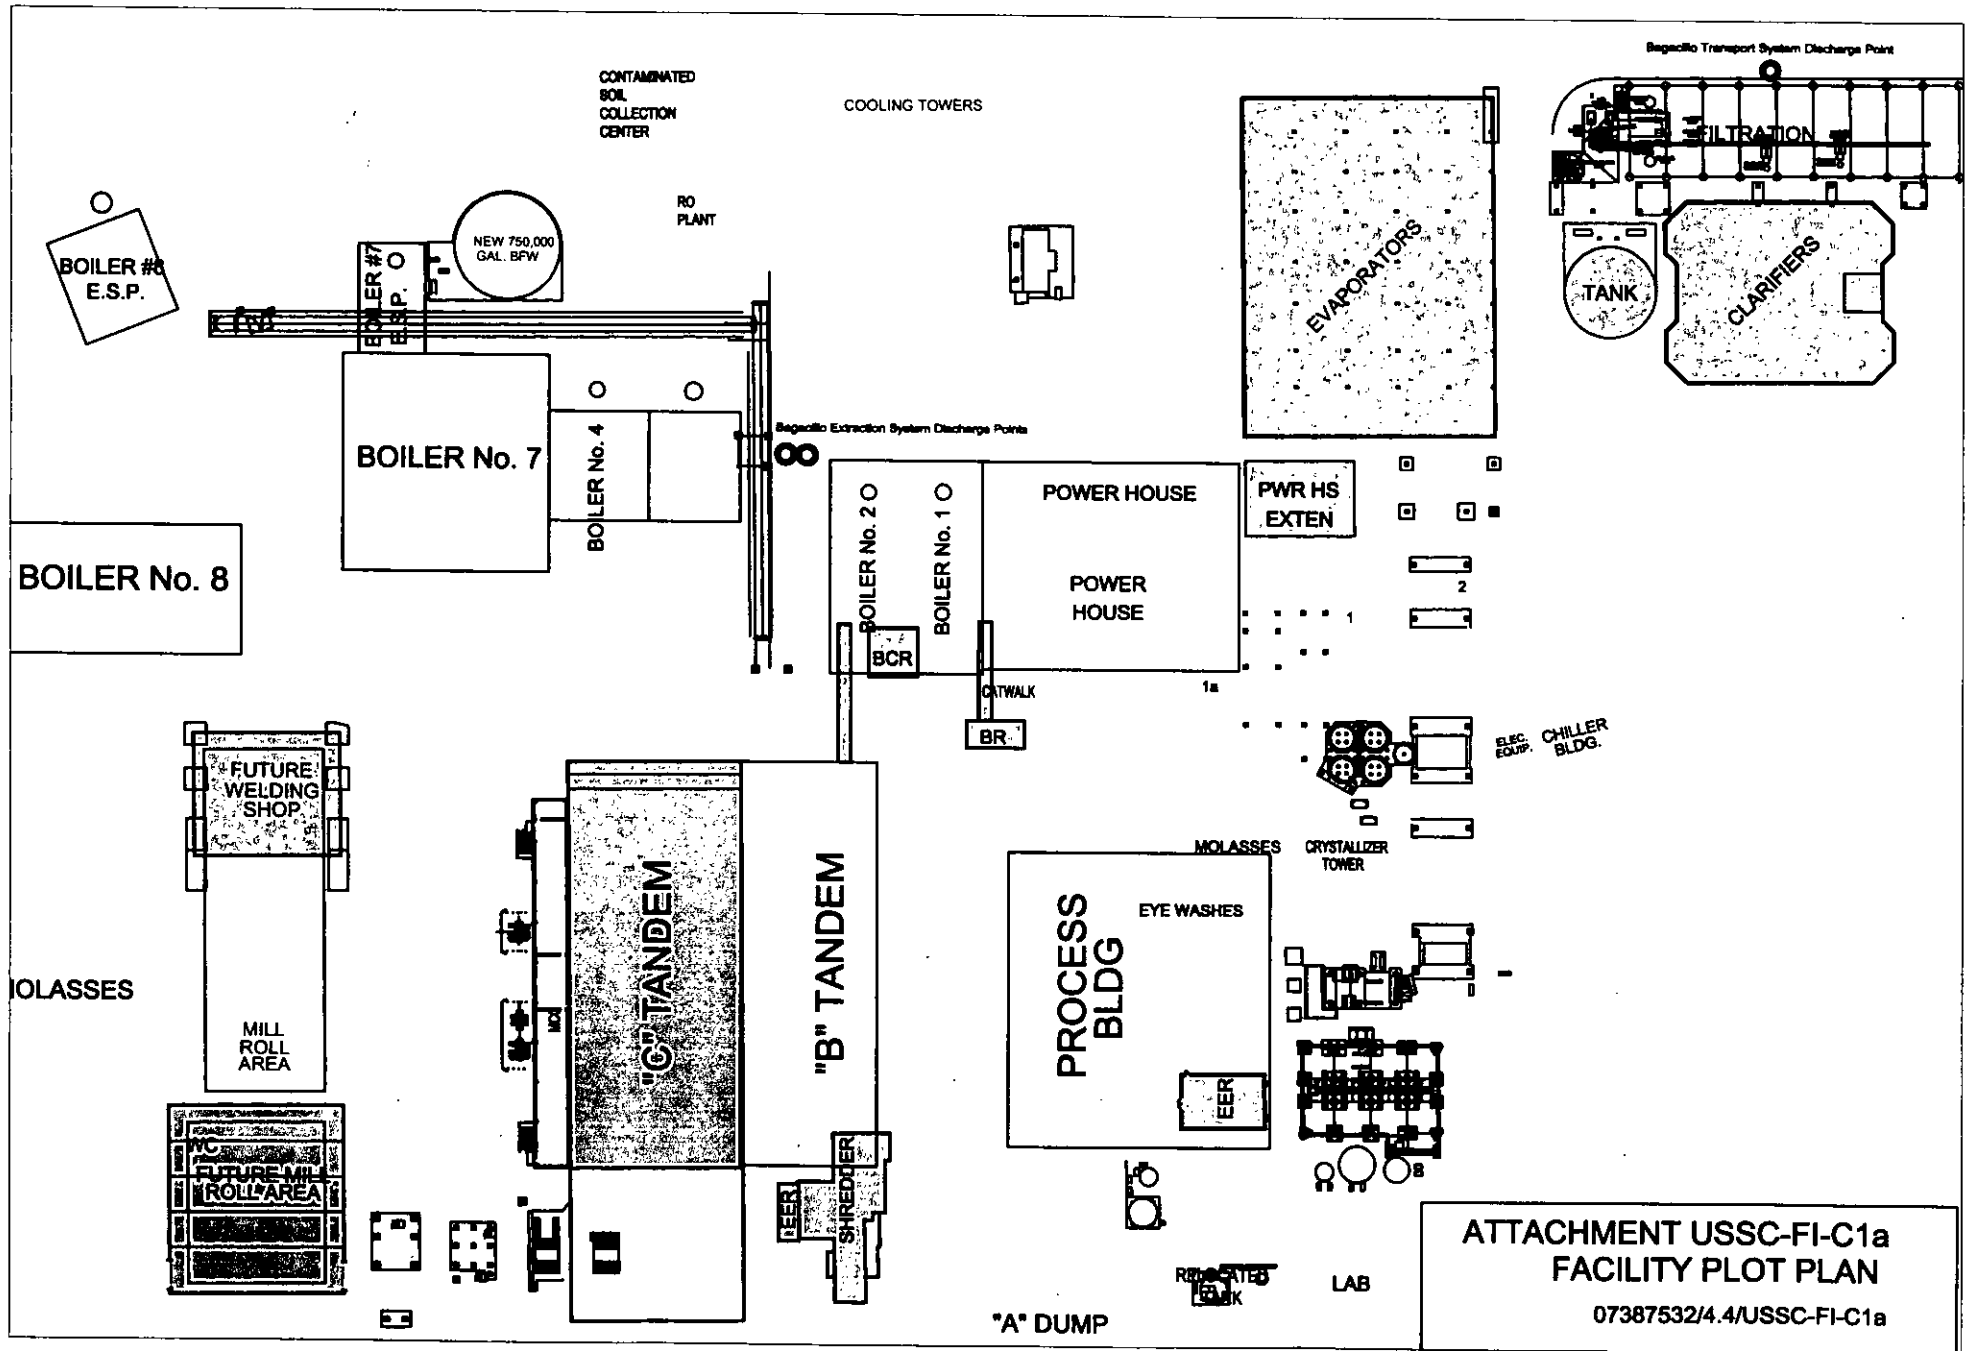 Bagacillo Transport System Discharge Point
CONTAMINATED
SOIL
COLLECTION
CENTER
COOLING TOWERS
FILTRATION
RO
PLANT
NEW 750,000
GAL. BFW
BOILER #8
E.S.P.
BOILER #7
E.S.P.
EVAPORATORS
TANK
CLARIFIERS
Bagacillo Extraction System Discharge Points
BOILER No. 7
BOILER No. 4
BOILER No. 2
BOILER No. 1
POWER HOUSE
POWER
HOUSE
PWR HS
EXTEN
BOILER No. 8
2
1
BCR
1a
CATWALK
BR
ELEC.
EQUIP.
CHILLER
BLDG.
FUTURE
WELDING
SHOP
MOLASSES
CRYSTALLIZER
TOWER
"C" TANDEM
"B" TANDEM
PROCESS
BLDG
EYE WASHES
IOLASSES
MCC
MILL
ROLL
AREA
EER
WC
FUTURE MILL
ROLL AREA
EER
SHREDDER
RELOCATED
TANK
LAB
"A" DUMP
ATTACHMENT USSC-FI-C1a
FACILITY PLOT PLAN
07387532/4.4/USSC-FI-C1a